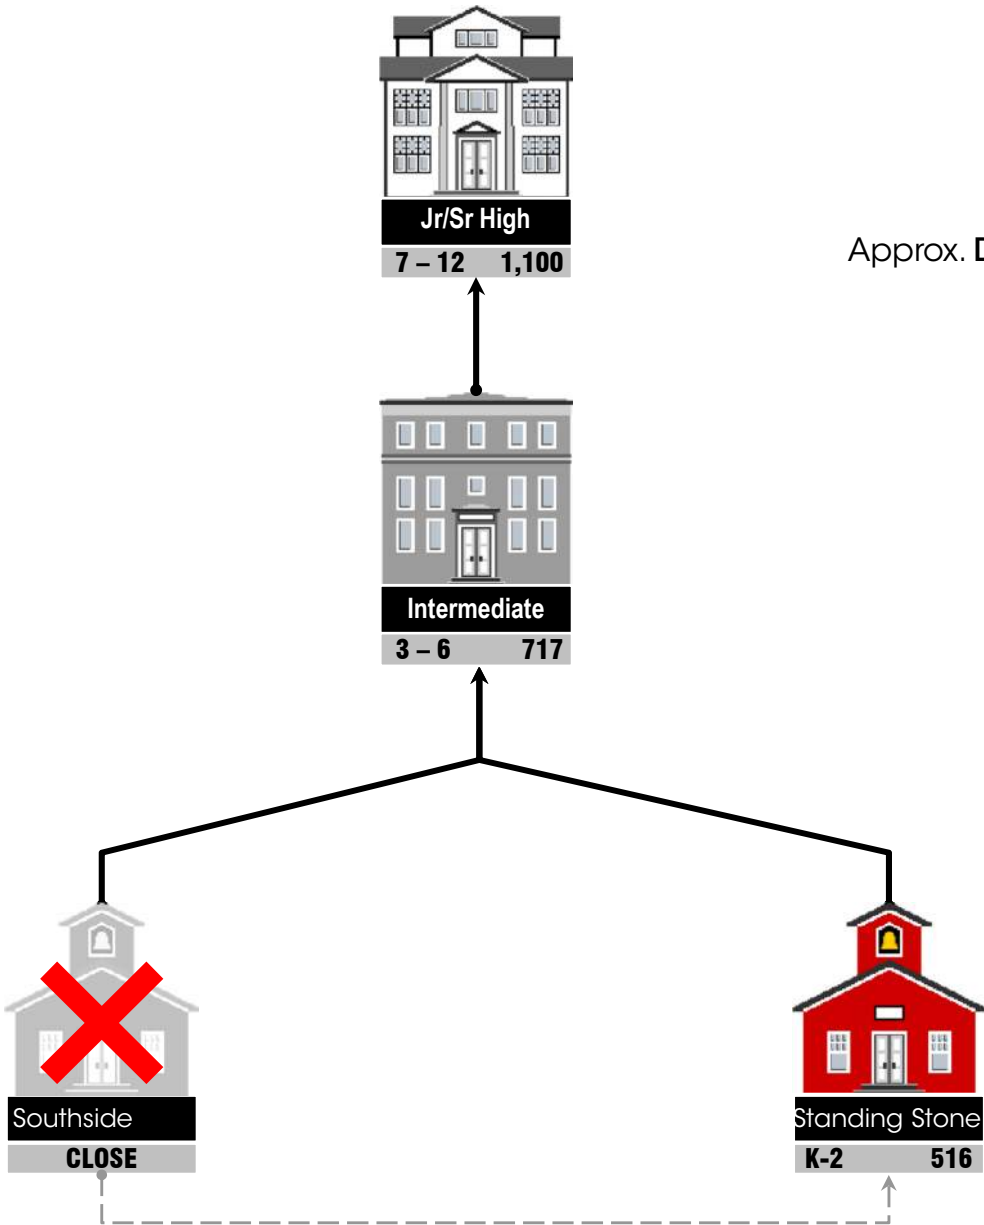 Jr/Sr High
7 – 12 1,100
Approx. D
Intermediate
3 – 6 717
Southside
CLOSE
Standing Stone
K-2 516